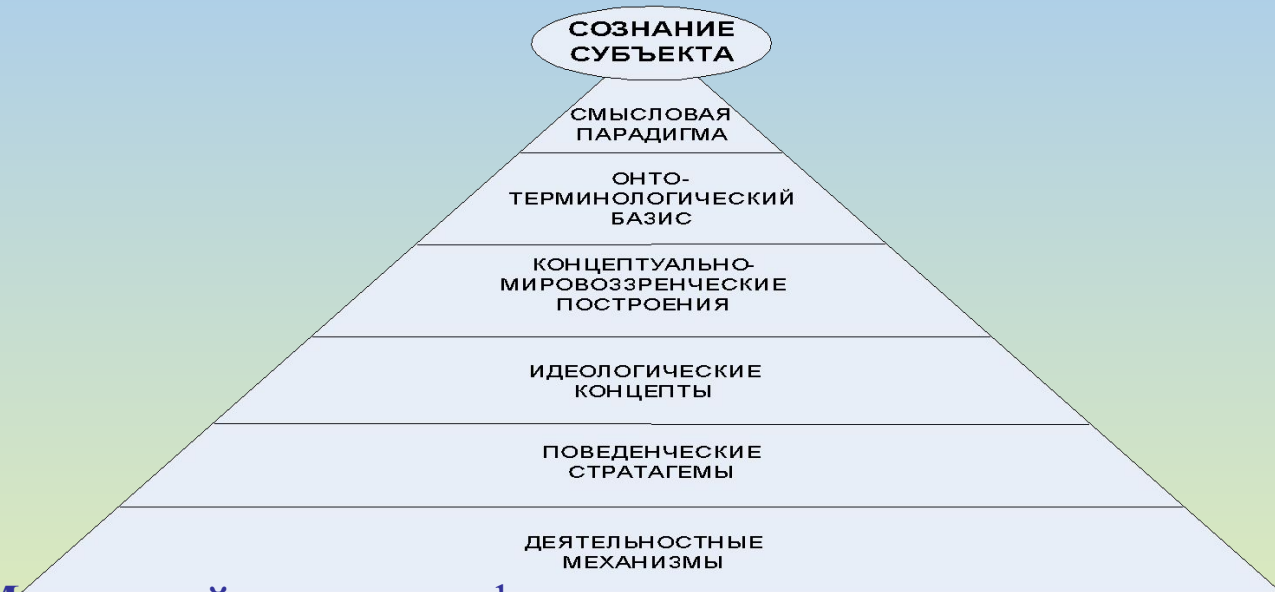 СОЗНАНИЕ
СУБЪЕКТА
СМЫСЛОВАЯ
ПАРАДИГМА
ОНТО-
ТЕРМИНОЛОГИЧЕСКИЙ
БАЗИС
КОНЦЕПТУАЛЬНО-
МИРОВОЗЗРЕНЧЕСКИЕ
ПОСТРОЕНИЯ
ИДЕОЛОГИЧЕСКИЕ
КОНЦЕПТЫ
ПОВЕДЕНЧЕСКИЕ
СТРАТАГЕМЫ
ДЕЯТЕЛЬНОСТНЫЕ
МЕХАНИЗМЫ